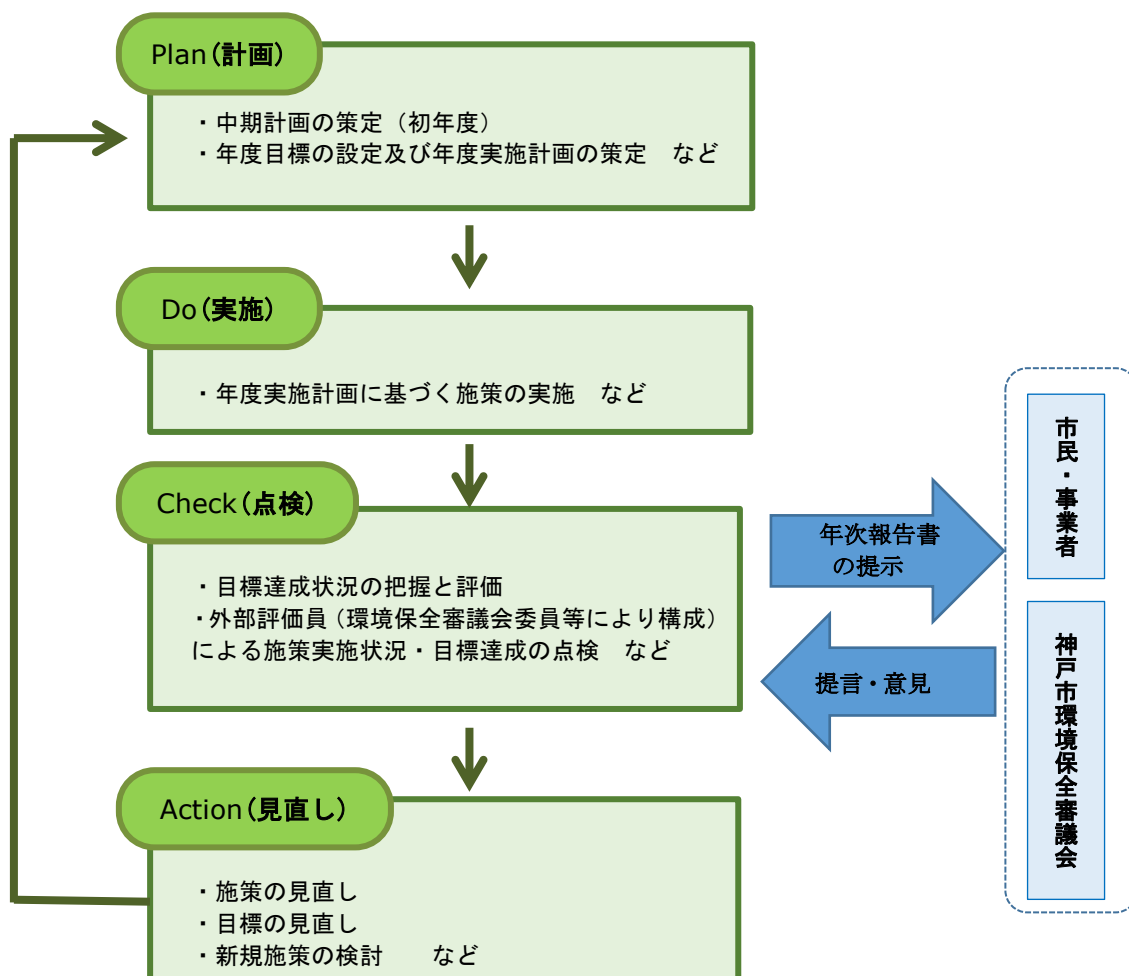 Plan(計画)
・中期計画の策定（初年度）
・年度目標の設定及び年度実施計画の策定　など
Do(実施)
・年度実施計画に基づく施策の実施　など
Check(点検)
・目標達成状況の把握と評価
・外部評価員（環境保全審議会委員等により構成）
による施策実施状況・目標達成の点検　など
年次報告書
の提示
提言・意見
市民・事業者
神戸市環境保全審議会
Action(見直し)
・施策の見直し
・目標の見直し
・新規施策の検討　　など